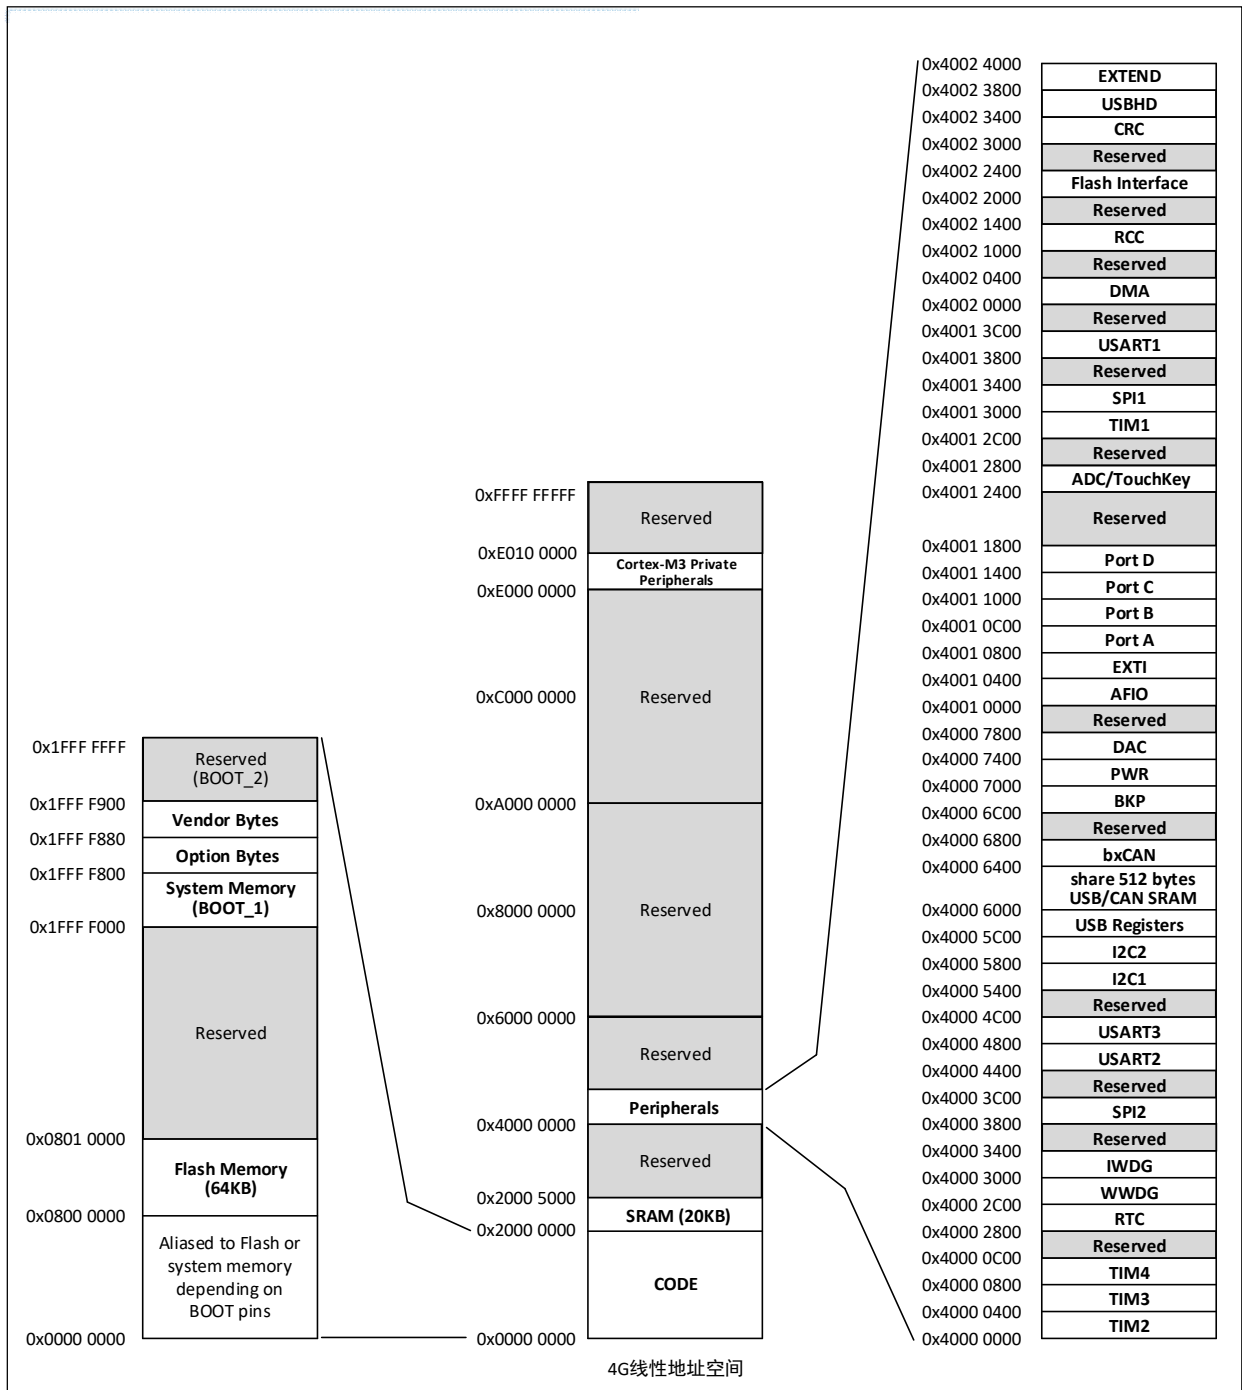 0x1FFF FFFF
Reserved
(BOOT_2)
0x1FFF F900
Vendor Bytes
0x1FFF F880
Option Bytes
0x1FFF F800
System Memory
(BOOT_1)
0x1FFF F000
Reserved
0x0801 0000
Flash Memory
(64KB)
0x0800 0000
Aliased to Flash or
system memory
depending on
BOOT pins
0x0000 0000
0xFFFF FFFFF
Reserved
0xE010 0000
Cortex-M3 Private
Peripherals
0xE000 0000
Reserved
0xC000 0000
0xA000 0000
Reserved
0x8000 0000
0x6000 0000
Reserved
Peripherals
0x4000 0000
Reserved
0x2000 5000
SRAM (20KB)
0x2000 0000
CODE
0x0000 0000
4G线性地址空间
0x4002 4000
EXTEND
0x4002 3800
USBHD
0x4002 3400
CRC
0x4002 3000
Reserved
0x4002 2400
Flash Interface
0x4002 2000
Reserved
0x4002 1400
RCC
0x4002 1000
Reserved
0x4002 0400
DMA
0x4002 0000
Reserved
0x4001 3C00
USART1
0x4001 3800
Reserved
0x4001 3400
SPI1
0x4001 3000
TIM1
0x4001 2C00
Reserved
0x4001 2800
ADC/TouchKey
0x4001 2400
Reserved
0x4001 1800
Port D
0x4001 1400
Port C
0x4001 1000
Port B
0x4001 0C00
Port A
0x4001 0800
EXTI
0x4001 0400
AFIO
0x4001 0000
Reserved
0x4000 7800
DAC
0x4000 7400
PWR
0x4000 7000
BKP
0x4000 6C00
Reserved
0x4000 6800
bxCAN
0x4000 6400
share 512 bytes
USB/CAN SRAM
0x4000 6000
USB Registers
0x4000 5C00
I2C2
0x4000 5800
I2C1
0x4000 5400
Reserved
0x4000 4C00
USART3
0x4000 4800
USART2
0x4000 4400
Reserved
0x4000 3C00
SPI2
0x4000 3800
Reserved
0x4000 3400
IWDG
0x4000 3000
WWDG
0x4000 2C00
RTC
0x4000 2800
Reserved
0x4000 0C00
TIM4
0x4000 0800
TIM3
0x4000 0400
TIM2
0x4000 0000